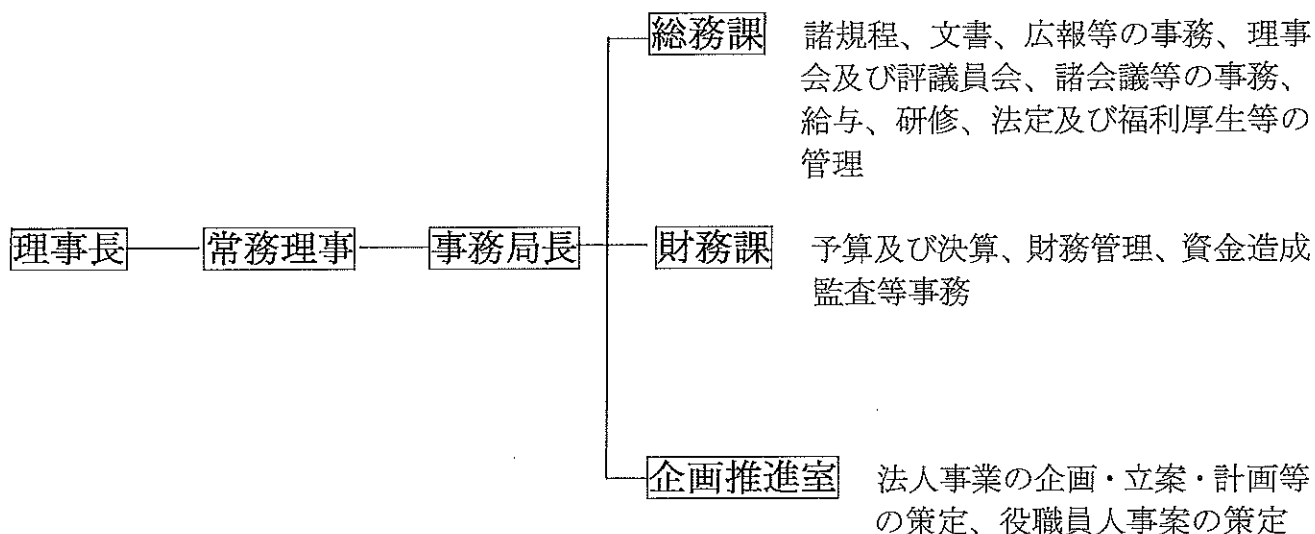 総務課
諸規程、文書、広報等の事務、理事
会及び評議員会、諸会議等の事務、
給与、研修、法定及び福利厚生等の
管理
理事長
常務理事
事務局長
財務課
予算及び決算、財務管理、資金造成
監査等事務
企画推進室
法人事業の企画・立案・計画等
の策定、役職員人事案の策定